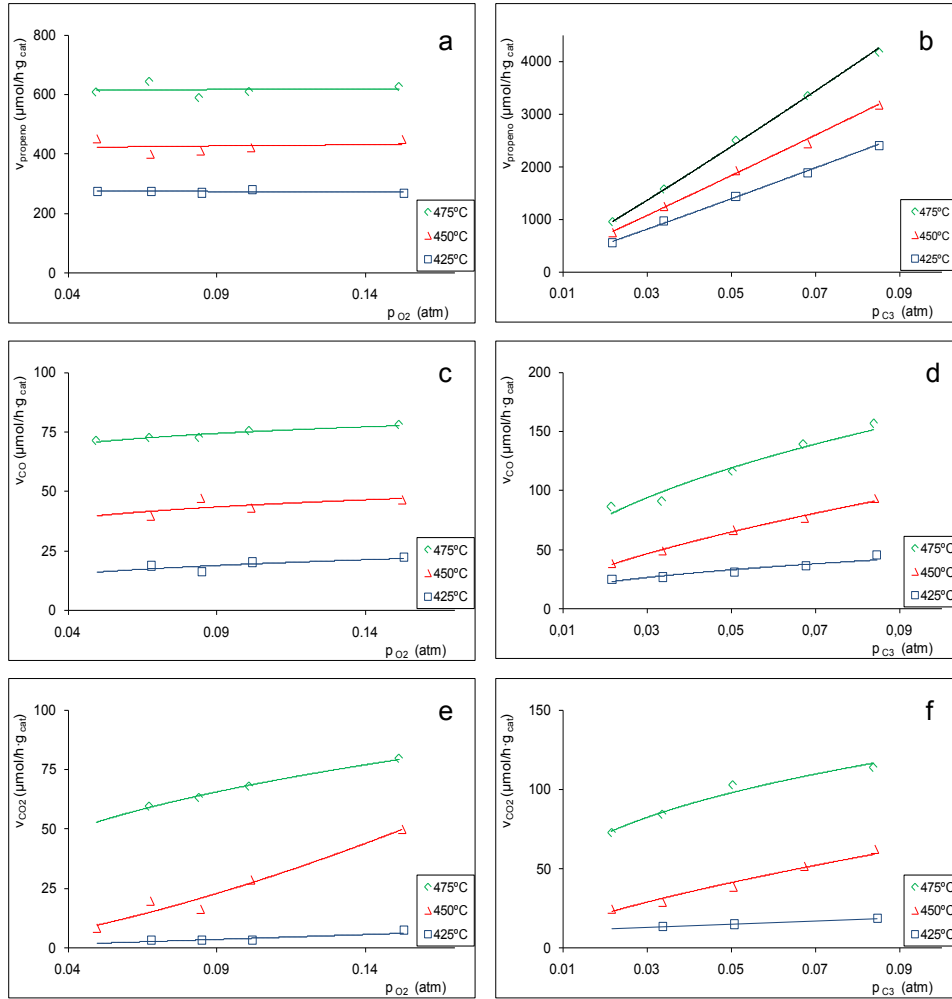 a
v propeno (µmol/h·g cat)
800
600
400
200
0
0.04
0.09
0.14
p O2 (atm)
475ºC
450ºC
425ºC
b
v propeno (µmol/h·g cat)
4000
3000
2000
1000
0
0.01
0.03
0.05
0.07
0.09
p C3 (atm)
475ºC
450ºC
425ºC
c
v CO (µmol/h·g cat)
100
75
50
25
0
0.04
0.09
0.14
p O2 (atm)
475ºC
450ºC
425ºC
d
v CO (µmol/h·g cat)
200
150
100
50
0
0,01
0,03
0,05
0,07
0,09
p C3 (atm)
475ºC
450ºC
425ºC
e
v CO2 (µmol/h·g cat)
100
75
50
25
0
0.04
0.09
0.14
p O2 (atm)
475ºC
450ºC
425ºC
f
v CO2 (µmol/h·g cat)
150
100
50
0
0.01
0.03
0.05
0.07
0.09
p C3 (atm)
475ºC
450ºC
425ºC